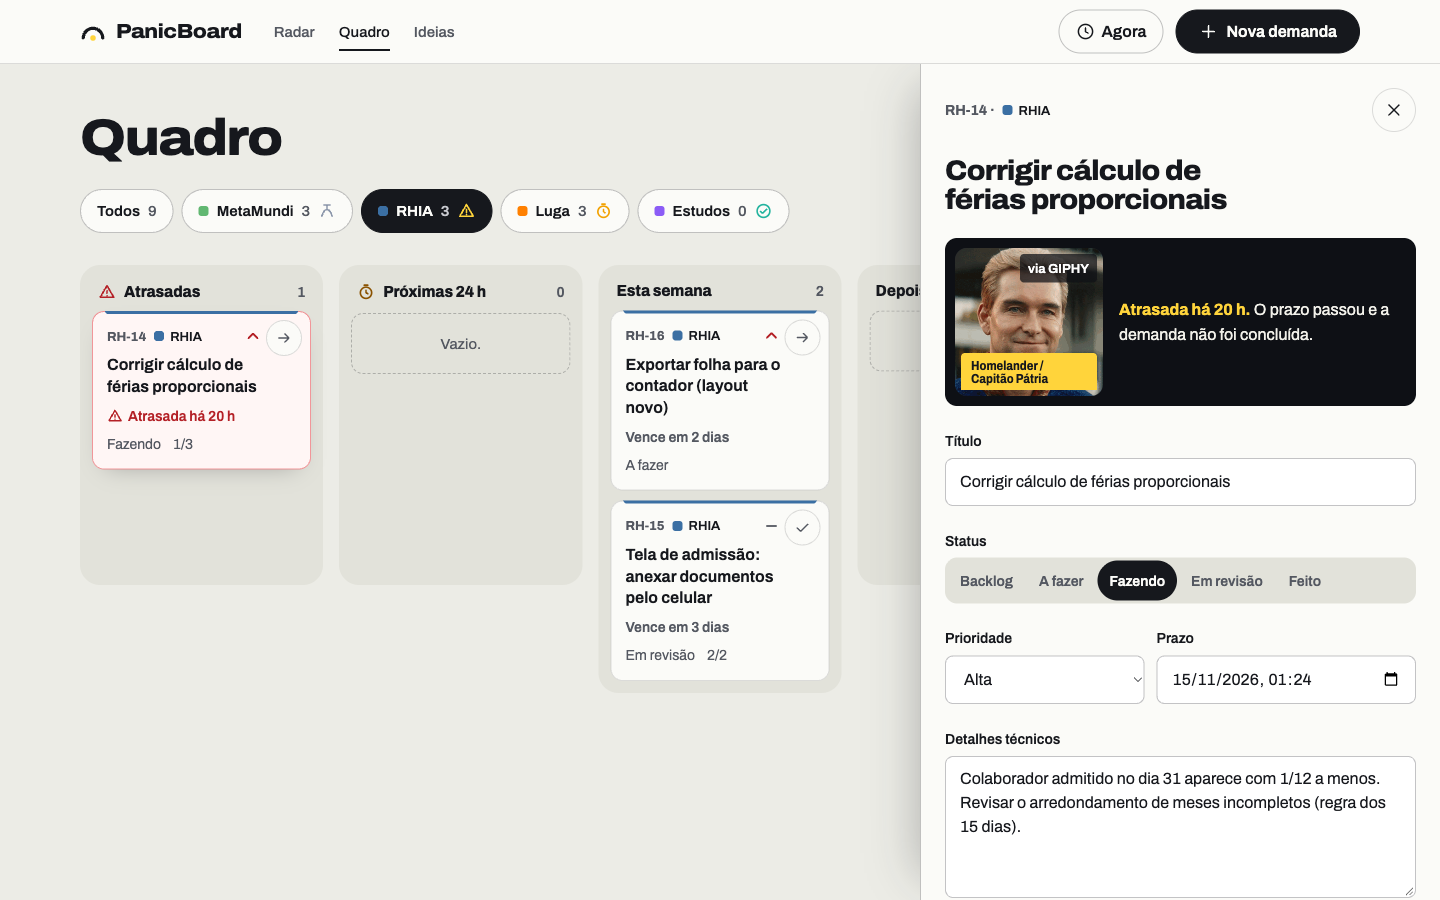 PanicBoard
Radar
Quadro
Ideias
Agora
Nova demanda
Quadro
Todos 9
MetaMundi 3
RHIA 3
Luga 3
Estudos 0
Atrasadas 1
RH-14 RHIA
Corrigir cálculo de
férias proporcionais
Atrasada há 20 h
Fazendo 1/3
Próximas 24 h 0
Vazio.
Esta semana 2
RH-16 RHIA
Exportar folha para o
contador (layout
novo)
Vence em 2 dias
A fazer
RH-15 RHIA
Tela de admissão:
anexar documentos
pelo celular
Vence em 3 dias
Em revisão 2/2
Depois
RH-14 · RHIA
Corrigir cálculo de
férias proporcionais
via GIPHY
Homelander /
Capitão Pátria
Atrasada há 20 h. O prazo passou e a
demanda não foi concluída.
Título
Corrigir cálculo de férias proporcionais
Status
Backlog
A fazer
Fazendo
Em revisão
Feito
Prioridade
Alta
Prazo
15/11/2026, 01:24
Detalhes técnicos
Colaborador admitido no dia 31 aparece com 1/12 a menos.
Revisar o arredondamento de meses incompletos (regra dos
15 dias).